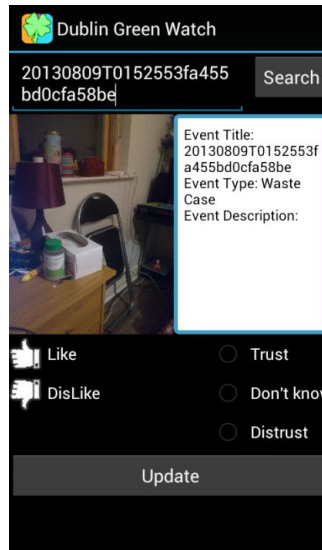 Dublin Green Watch
20130809T0152553fa455
bd0cfa58be
Search
Event Title:
20130809T0152553f
a455bd0cfa58be
Event Type: Waste
Case
Event Description:
Like
Trust
DisLike
Don't know
Distrust
Update